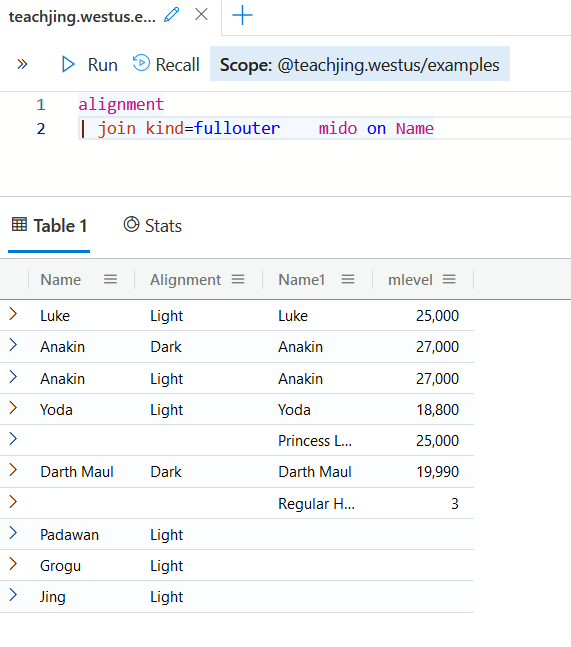 teachjing.westus.e...
Run Recall Scope: @teachjing.westus/examples
1 alignment
2 | join kind=fullouter    mido on Name
Table 1 Stats
Name Alignment Name1 mlevel
Luke Light Luke 25,000
Anakin Dark Anakin 27,000
Anakin Light Anakin 27,000
Yoda Light Yoda 18,800
Princess L... 25,000
Darth Maul Dark Darth Maul 19,990
Regular H... 3
Padawan Light
Grogu Light
Jing Light